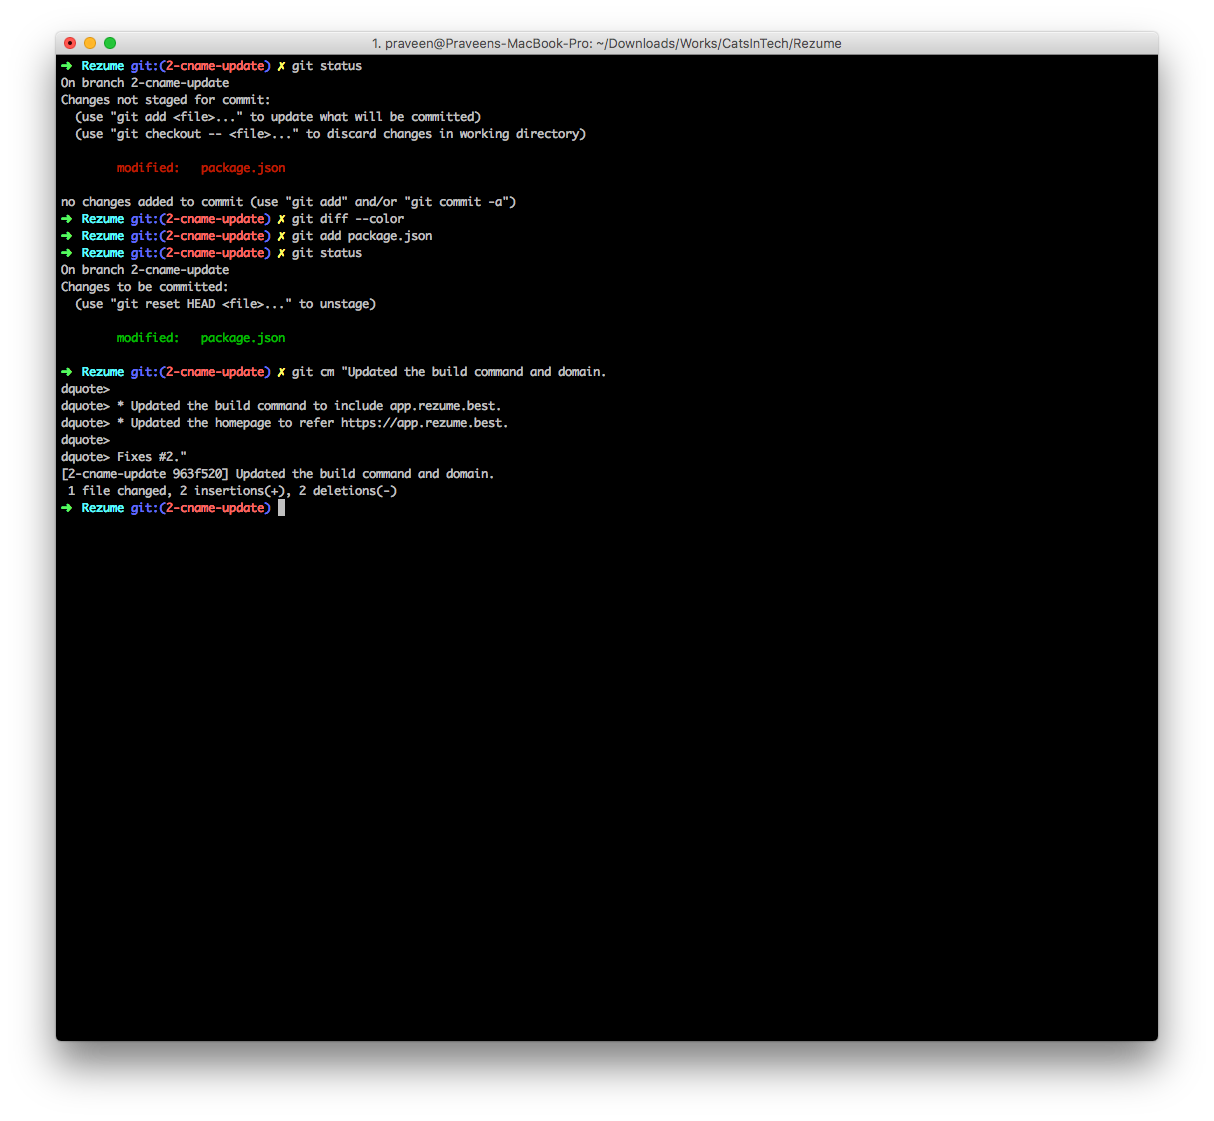 1. praveen@Praveens-MacBook-Pro: ~/Downloads/Works/CatsInTech/Rezume
➜ Rezume git:(2-cname-update) ✗ git status
On branch 2-cname-update
Changes not staged for commit:
  (use "git add <file>..." to update what will be committed)
  (use "git checkout -- <file>..." to discard changes in working directory)
        modified:   package.json
no changes added to commit (use "git add" and/or "git commit -a")
➜ Rezume git:(2-cname-update) ✗ git diff --color
➜ Rezume git:(2-cname-update) ✗ git add package.json
➜ Rezume git:(2-cname-update) ✗ git status
On branch 2-cname-update
Changes to be committed:
  (use "git reset HEAD <file>..." to unstage)
        modified:   package.json
➜ Rezume git:(2-cname-update) ✗ git cm "Updated the build command and domain.
dquote>
dquote> * Updated the build command to include app.rezume.best.
dquote> * Updated the homepage to refer https://app.rezume.best.
dquote>
dquote> Fixes #2."
[2-cname-update 963f520] Updated the build command and domain.
 1 file changed, 2 insertions(+), 2 deletions(-)
➜ Rezume git:(2-cname-update)